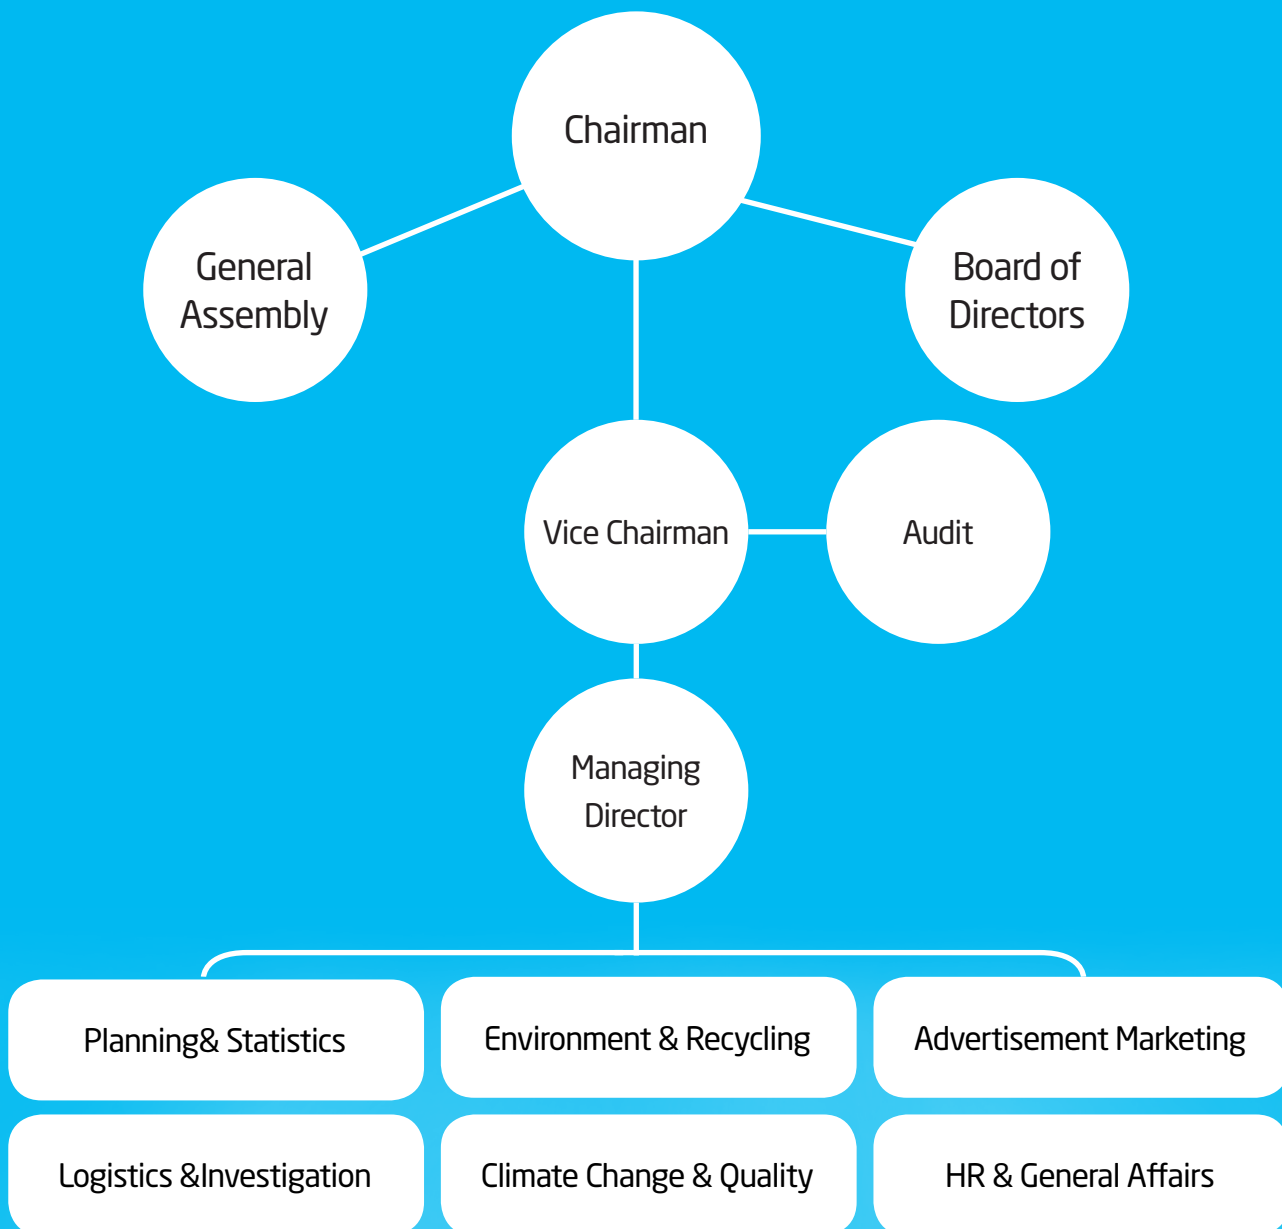 Chairman
General
Assembly
Board of
Directors
Vice Chairman
Audit
Managing
Director
Planning& Statistics
Environment & Recycling
Advertisement Marketing
Logistics &Investigation
Climate Change & Quality
HR & General Affairs